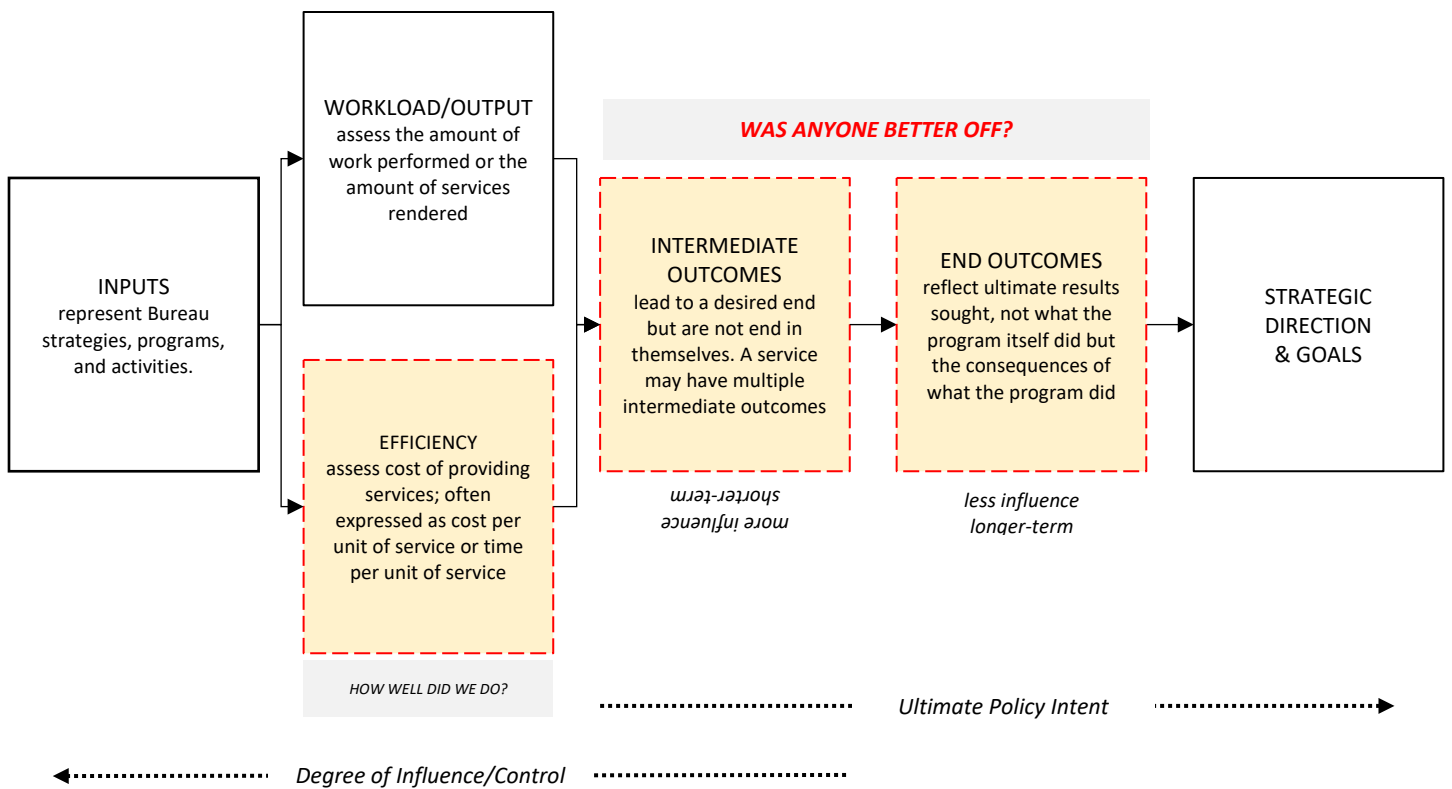 WORKLOAD/OUTPUT
assess the amount of
work performed or the
amount of services
rendered
WAS ANYONE BETTER OFF?
INPUTS
represent Bureau
strategies, programs,
and activities.
INTERMEDIATE
OUTCOMES
lead to a desired end
but are not end in
themselves. A service
may have multiple
intermediate outcomes
END OUTCOMES
reflect ultimate results
sought, not what the
program itself did but
the consequences of
what the program did
STRATEGIC
DIRECTION
& GOALS
EFFICIENCY
assess cost of providing
services; often
expressed as cost per
unit of service or time
per unit of service
more influence
shorter-term
less influence
longer-term
HOW WELL DID WE DO?
Ultimate Policy Intent
Degree of Influence/Control